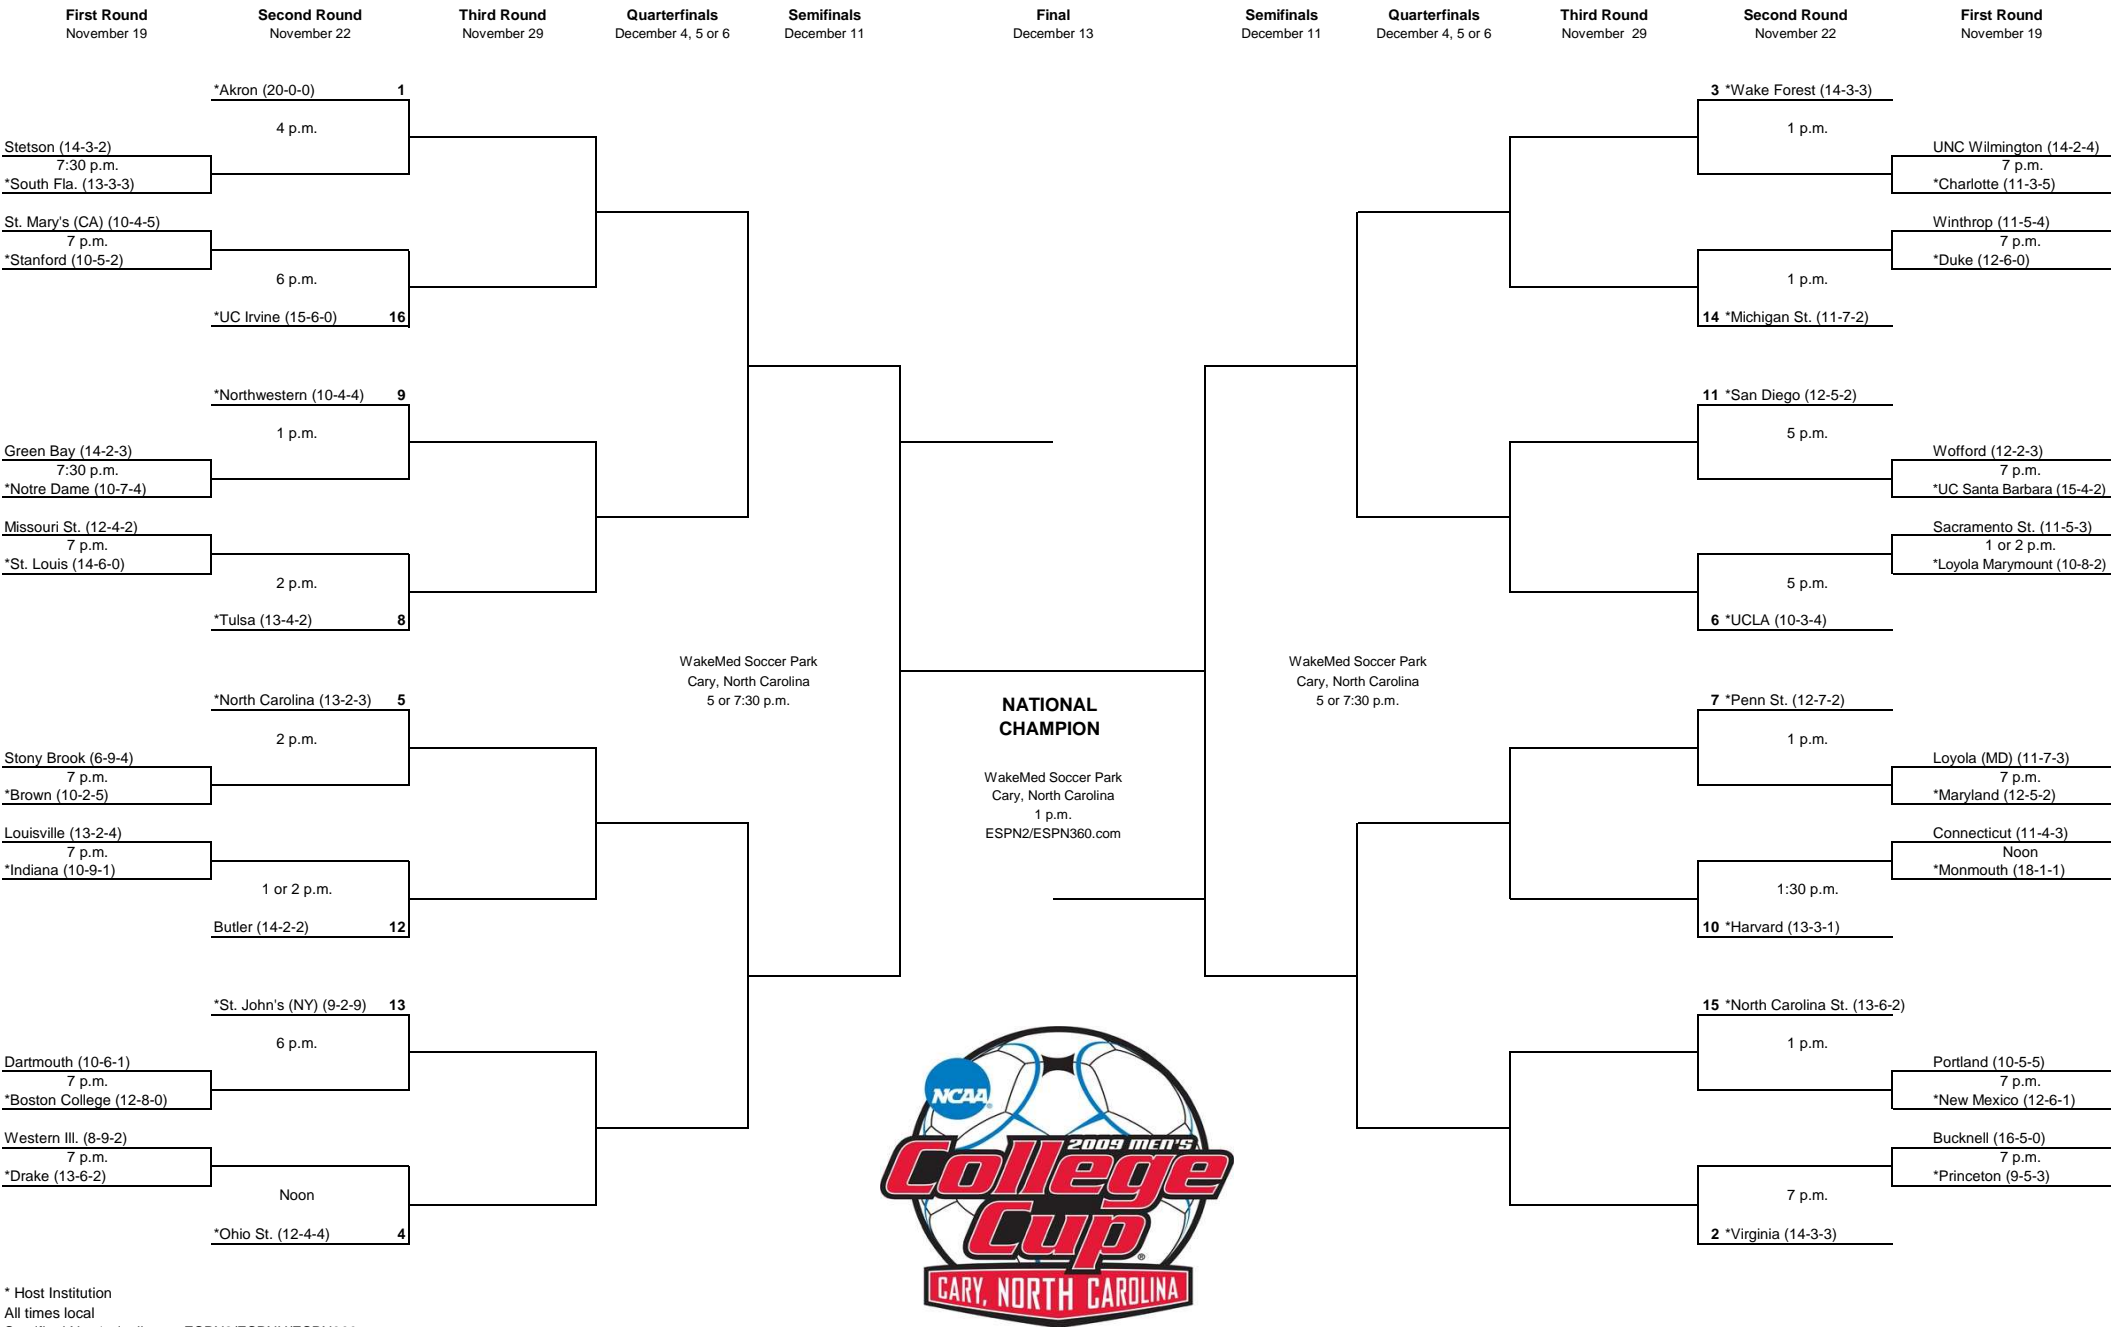 First Round
November 19
Second Round
November 22
Third Round
November 29
Quarterfinals
December 4, 5 or 6
Semifinals
December 11
Final
December 13
Semifinals
December 11
Quarterfinals
December 4, 5 or 6
Third Round
November 29
Second Round
November 22
First Round
November 19
*Akron (20-0-0) 1
4 p.m.
Stetson (14-3-2)
7:30 p.m.
*South Fla. (13-3-3)
St. Mary's (CA) (10-4-5)
7 p.m.
*Stanford (10-5-2)
6 p.m.
*UC Irvine (15-6-0) 16
*Northwestern (10-4-4) 9
1 p.m.
Green Bay (14-2-3)
7:30 p.m.
*Notre Dame (10-7-4)
Missouri St. (12-4-2)
7 p.m.
*St. Louis (14-6-0)
2 p.m.
*Tulsa (13-4-2) 8
*North Carolina (13-2-3) 5
2 p.m.
Stony Brook (6-9-4)
7 p.m.
*Brown (10-2-5)
Louisville (13-2-4)
7 p.m.
*Indiana (10-9-1)
1 or 2 p.m.
Butler (14-2-2) 12
*St. John's (NY) (9-2-9) 13
6 p.m.
Dartmouth (10-6-1)
7 p.m.
*Boston College (12-8-0)
Western Ill. (8-9-2)
7 p.m.
*Drake (13-6-2)
Noon
*Ohio St. (12-4-4) 4
WakeMed Soccer Park
Cary, North Carolina
5 or 7:30 p.m.
NATIONAL
CHAMPION
WakeMed Soccer Park
Cary, North Carolina
1 p.m.
ESPN2/ESPN360.com
WakeMed Soccer Park
Cary, North Carolina
5 or 7:30 p.m.
3 *Wake Forest (14-3-3)
1 p.m.
UNC Wilmington (14-2-4)
7 p.m.
*Charlotte (11-3-5)
Winthrop (11-5-4)
7 p.m.
*Duke (12-6-0)
1 p.m.
14 *Michigan St. (11-7-2)
11 *San Diego (12-5-2)
5 p.m.
Wofford (12-2-3)
7 p.m.
*UC Santa Barbara (15-4-2)
Sacramento St. (11-5-3)
1 or 2 p.m.
*Loyola Marymount (10-8-2)
5 p.m.
6 *UCLA (10-3-4)
7 *Penn St. (12-7-2)
1 p.m.
Loyola (MD) (11-7-3)
7 p.m.
*Maryland (12-5-2)
Connecticut (11-4-3)
Noon
*Monmouth (18-1-1)
1:30 p.m.
10 *Harvard (13-3-1)
15 *North Carolina St. (13-6-2)
1 p.m.
Portland (10-5-5)
7 p.m.
*New Mexico (12-6-1)
Bucknell (16-5-0)
7 p.m.
*Princeton (9-5-3)
7 p.m.
2 *Virginia (14-3-3)
NCAA
2009 MEN'S
College
Cup
CARY, NORTH CAROLINA
* Host Institution
All times local